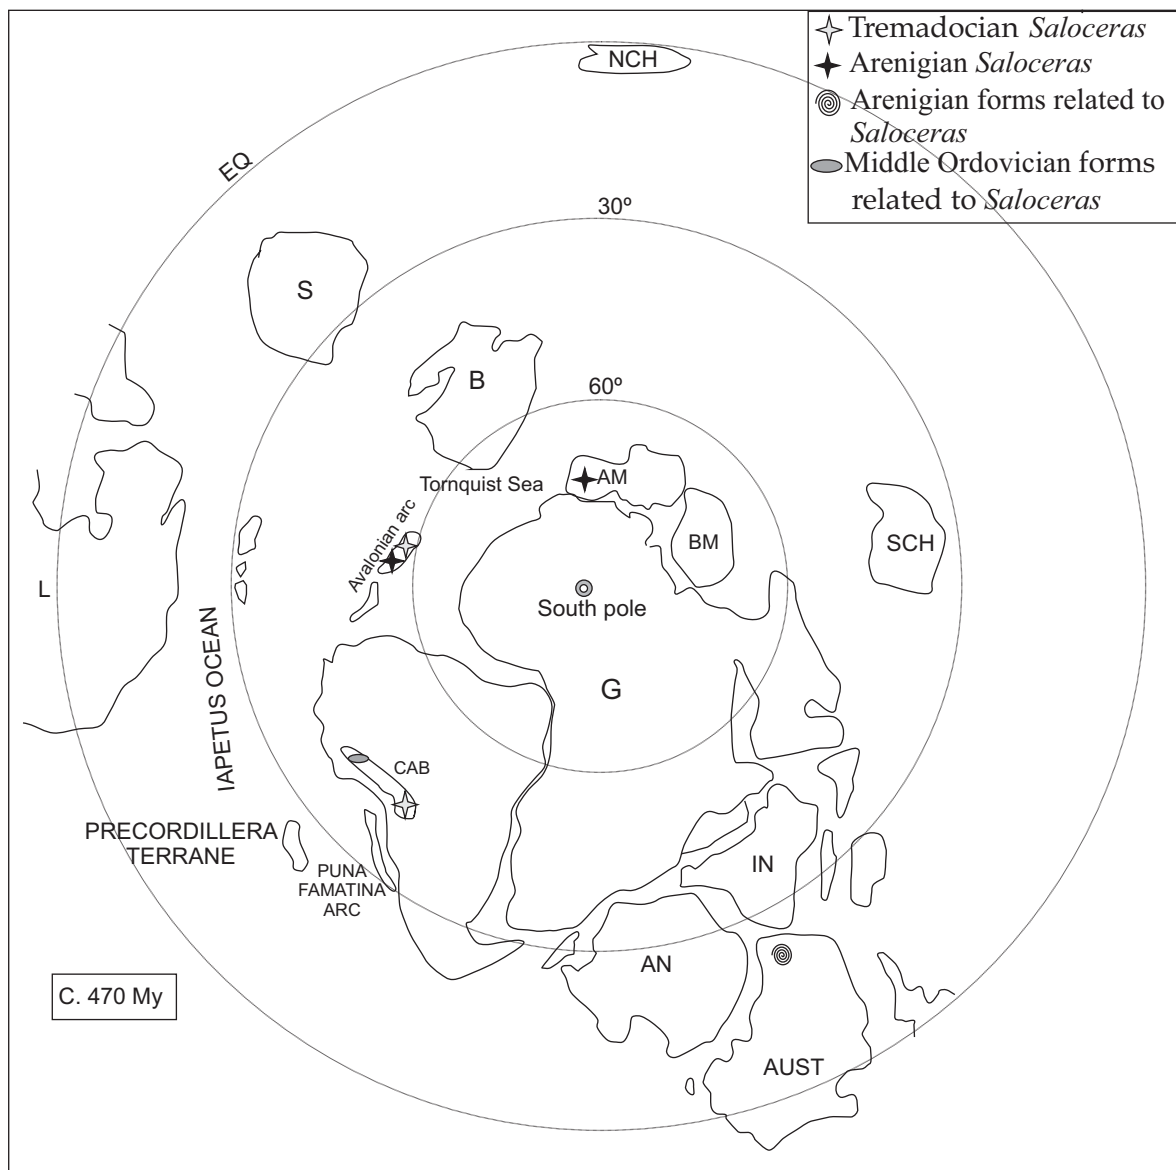 Tremadocian Saloceras
Arenigian Saloceras
Arenigian forms related to
Saloceras
Middle Ordovician forms
related to Saloceras
NCH
EQ
30º
S
B
60º
AM
Tornquist Sea
Avalonian arc
BM
SCH
L
South pole
IAPETUS OCEAN
G
CAB
PRECORDILLERA
TERRANE
PUNA
FAMATINA
ARC
IN
AN
C. 470 My
AUST